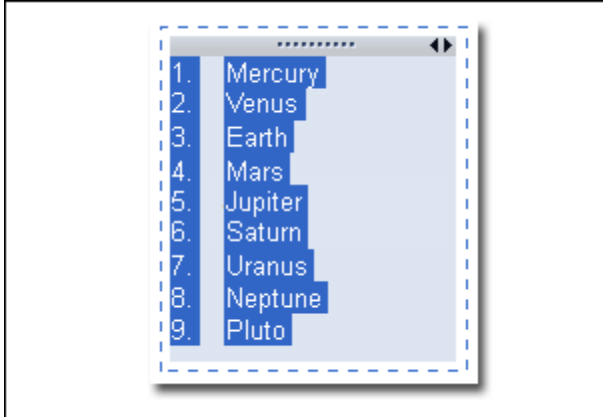 1. Mercury
2. Venus
3. Earth
4. Mars
5. Jupiter
6. Saturn
7. Uranus
8. Neptune
9. Pluto